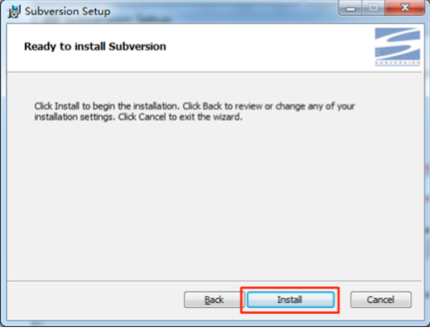 Subversion Setup
Ready to install Subversion
SUBVERSION
Click Install to begin the installation. Click Back to review or change any of your
installation settings. Click Cancel to exit the wizard.
Back
Install
Cancel